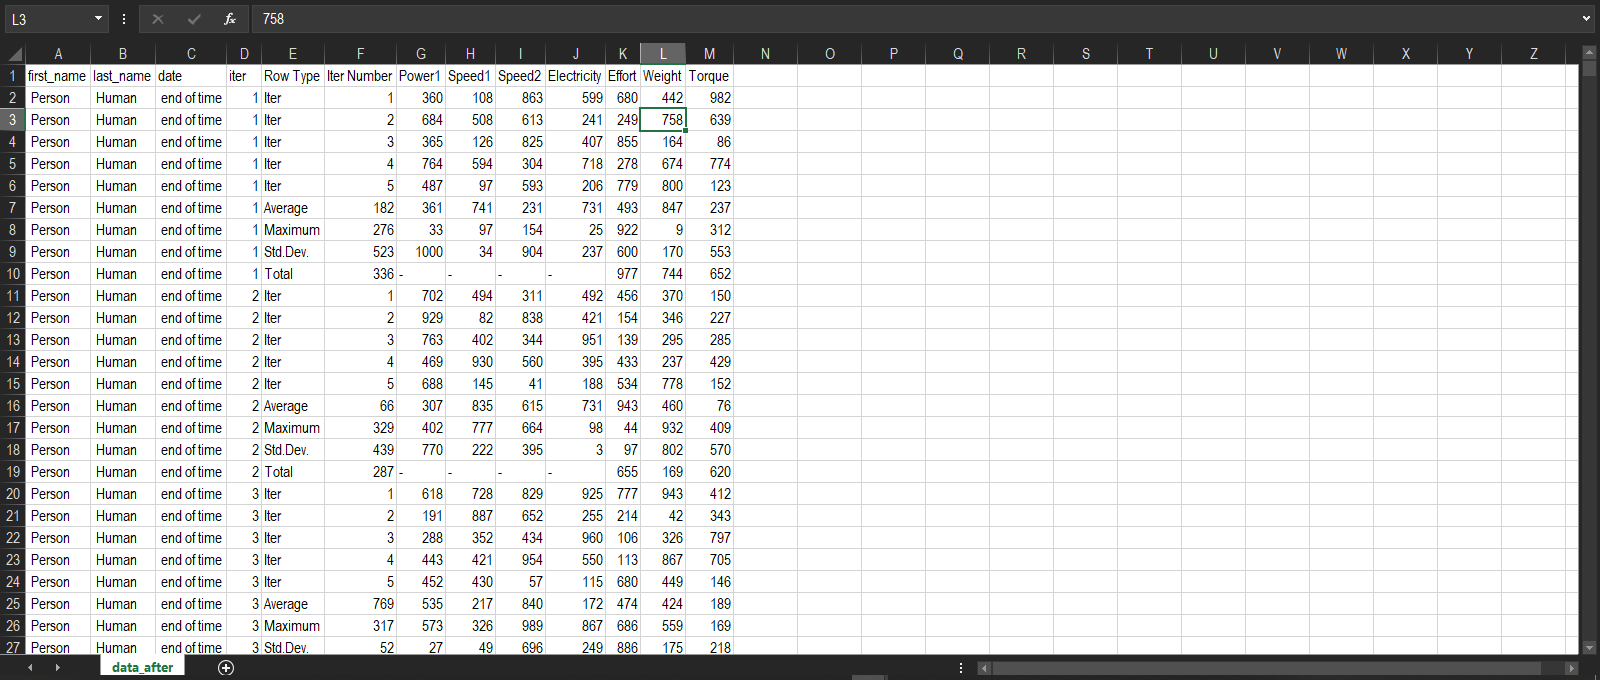 L3 fx 758
A B C D E F G H I J K L M N O P Q R S T U V W X Y Z
1 first_name last_name date iter Row Type Iter Number Power1 Speed1 Speed2 Electricity Effort Weight Torque
2 Person Human end of time 1 Iter 1 360 108 863 599 680 442 982
3 Person Human end of time 1 Iter 2 684 508 613 241 249 758 639
4 Person Human end of time 1 Iter 3 365 126 825 407 855 164 86
5 Person Human end of time 1 Iter 4 764 594 304 718 278 674 774
6 Person Human end of time 1 Iter 5 487 97 593 206 779 800 123
7 Person Human end of time 1 Average 182 361 741 231 731 493 847 237
8 Person Human end of time 1 Maximum 276 33 97 154 25 922 9 312
9 Person Human end of time 1 Std.Dev. 523 1000 34 904 237 600 170 553
10 Person Human end of time 1 Total 336 - - - - 977 744 652
11 Person Human end of time 2 Iter 1 702 494 311 492 456 370 150
12 Person Human end of time 2 Iter 2 929 82 838 421 154 346 227
13 Person Human end of time 2 Iter 3 763 402 344 951 139 295 285
14 Person Human end of time 2 Iter 4 469 930 560 395 433 237 429
15 Person Human end of time 2 Iter 5 688 145 41 188 534 778 152
16 Person Human end of time 2 Average 66 307 835 615 731 943 460 76
17 Person Human end of time 2 Maximum 329 402 777 664 98 44 932 409
18 Person Human end of time 2 Std.Dev. 439 770 222 395 3 97 802 570
19 Person Human end of time 2 Total 287 - - - - 655 169 620
20 Person Human end of time 3 Iter 1 618 728 829 925 777 943 412
21 Person Human end of time 3 Iter 2 191 887 652 255 214 42 343
22 Person Human end of time 3 Iter 3 288 352 434 960 106 326 797
23 Person Human end of time 3 Iter 4 443 421 954 550 113 867 705
24 Person Human end of time 3 Iter 5 452 430 57 115 680 449 146
25 Person Human end of time 3 Average 769 535 217 840 172 474 424 189
26 Person Human end of time 3 Maximum 317 573 326 989 867 686 559 169
27 Person Human end of time 3 Std.Dev. 52 27 49 696 249 886 175 218
data_after